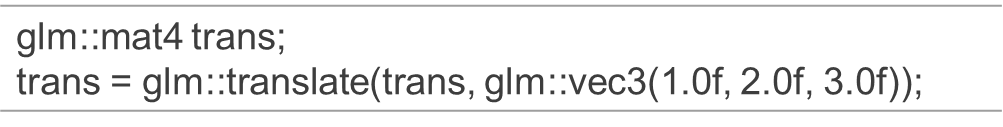 glm::mat4 trans;
trans = glm::translate(trans, glm::vec3(1.0f, 2.0f, 3.0f));